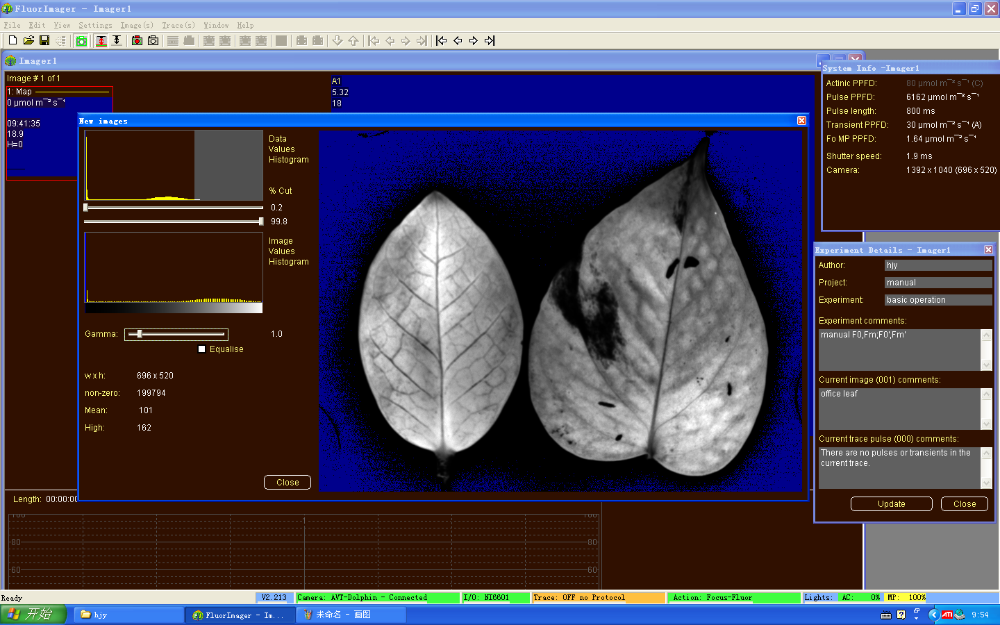 FluorImager - Imager1
File Edit View Settings Image(s) Trace(s) Window Help
Imager1
Image # 1 of 1
1: Map
0 µmol m¯² s¯¹
09:41:35
18.9
H=0
A1
5.32
18
New images
Data
Values
Histogram
% Cut
0.2
99.8
Image
Values
Histogram
Gamma: 1.0
Equalise
w x h: 696 x 520
non-zero: 199794
Mean: 101
High: 162
Close
System Info -Imager1
Actinic PPFD: 80 µmol m¯² s¯¹ (C)
Pulse PPFD: 6162 µmol m¯² s¯¹
Pulse length: 800 ms
Transient PPFD: 30 µmol m¯² s¯¹ (A)
Fo MP PPFD: 1.64 µmol m¯² s¯¹
Shutter speed: 1.9 ms
Camera: 1392 x 1040 (696 x 520)
Experiment Details - Imager1
Author: hjy
Project: manual
Experiment: basic operation
Experiment comments:
manual F0,Fm;F0',Fm'
Current image (001) comments:
office leaf
Current trace pulse (000) comments:
There are no pulses or transients in the
current trace.
Update Close
Length: 00:00:00
100 1 100
80 80
60 60
Ready V2.213 Camera: AVT-Dolphin - Connected I/O: NI6601 Trace: OFF no Protocol Action: Focus-Fluor Lights: AC: 0% MP: 100%
开始 hjy FluorImager - Im... 未命名 - 画图 9:54